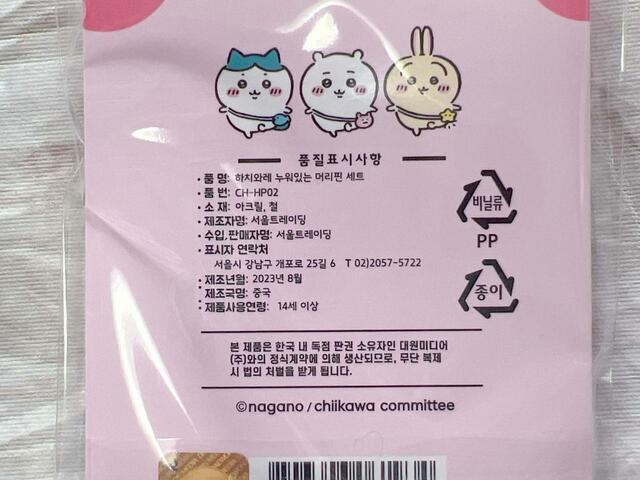 품질표시사항
• 품 명: 하치와레 누워있는 머리핀 세트
• 품 번: CH-HP02
• 소 재: 아크릴, 철
• 제조자명: 서울트레이딩
• 수입,판매자명: 서울트레이딩
• 표시자 연락처
서울시 강남구 개포로 25길 6 T 02)2057-5722
• 제조년월: 2023년 8월
• 제조국명: 중국
• 제품사용연령: 14세 이상
비닐류
PP
종이
본 제품은 한국 내 독점 판권 소유자인 대원미디어
(주)와의 정식계약에 의해 생산되므로, 무단 복제
시 법의 처벌을 받게 됩니다.
©nagano / chiikawa committee